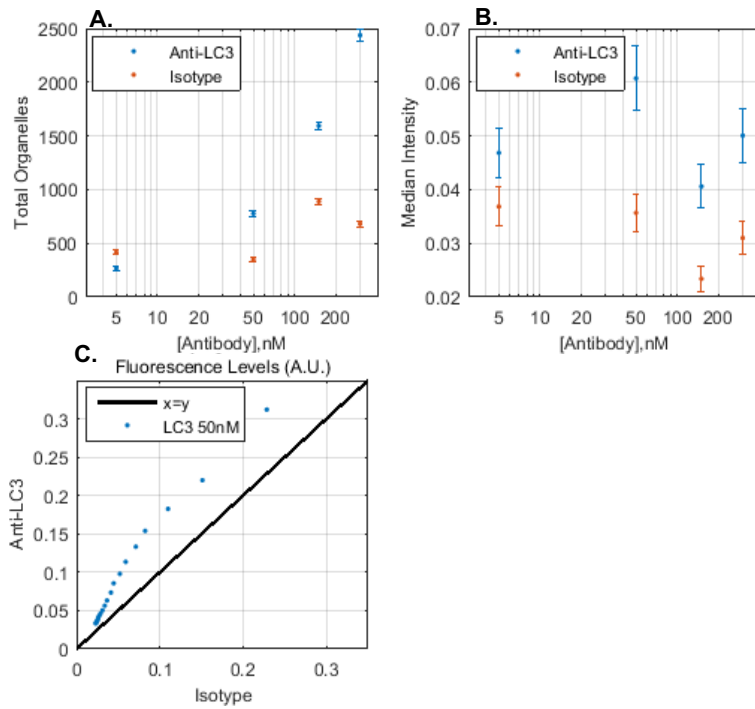 A.
2500
2000
1500
1000
500
0
Total Organelles
Anti-LC3
Isotype
5 10 20 50 100 200
[Antibody],nM
B.
0.07
0.06
0.05
0.04
0.03
0.02
Median Intensity
Anti-LC3
Isotype
5 10 20 50 100 200
[Antibody],nM
C.
Fluorescence Levels (A.U.)
x=y
LC3 50nM
0.3
0.25
0.2
0.15
0.1
0.05
0
Anti-LC3
0 0.1 0.2 0.3
Isotype